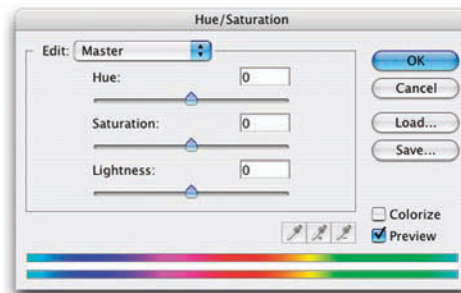 Hue/Saturation
Edit: Master
Hue: 0
Saturation: 0
Lightness: 0
OK
Cancel
Load...
Save...
Colorize
Preview